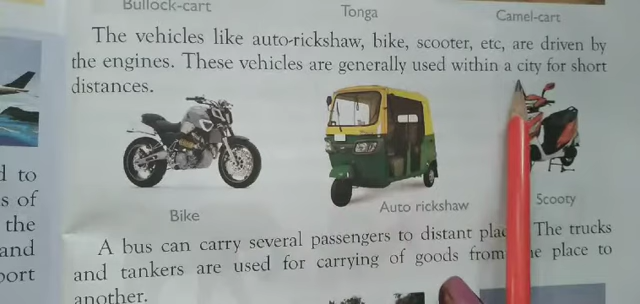 Bullock-cart
Tonga
Camel-cart
The vehicles like auto-rickshaw, bike, scooter, etc, are driven by
the engines. These vehicles are generally used within a city for short
distances.
Bike
Auto rickshaw
Scooty
d to
s of
the
and
port
A bus can carry several passengers to distant The trucks
and tankers are used for carrying of goods from place to
another.